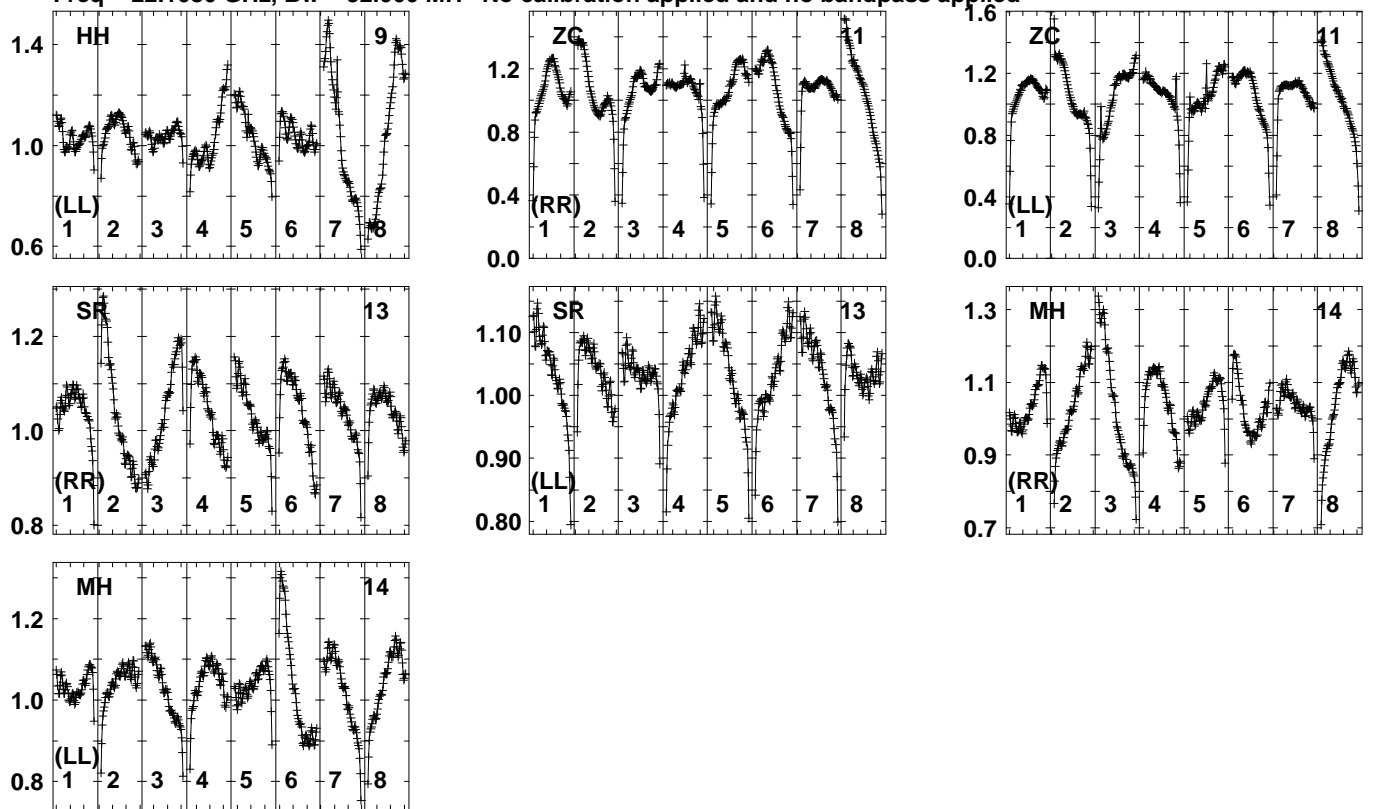 No calibration applied and no bandpass applied
HH 9
1.4
1.2
1.0
0.6
(LL)
1 2 3 4 5 6 7 8
ZC 11
1.2
0.8
0.4
0.0
(RR)
1 2 3 4 5 6 7 8
ZC 11
1.6
1.2
0.8
0.4
0.0
(LL)
1 2 3 4 5 6 7 8
SR 13
1.2
1.0
0.8
(RR)
1 2 3 4 5 6 7 8
SR 13
1.10
1.00
0.90
0.80
(LL)
1 2 3 4 5 6 7 8
MH 14
1.3
1.1
0.9
0.7
(RR)
1 2 3 4 5 6 7 8
MH 14
1.2
1.0
0.8
(LL)
1 2 3 4 5 6 7 8